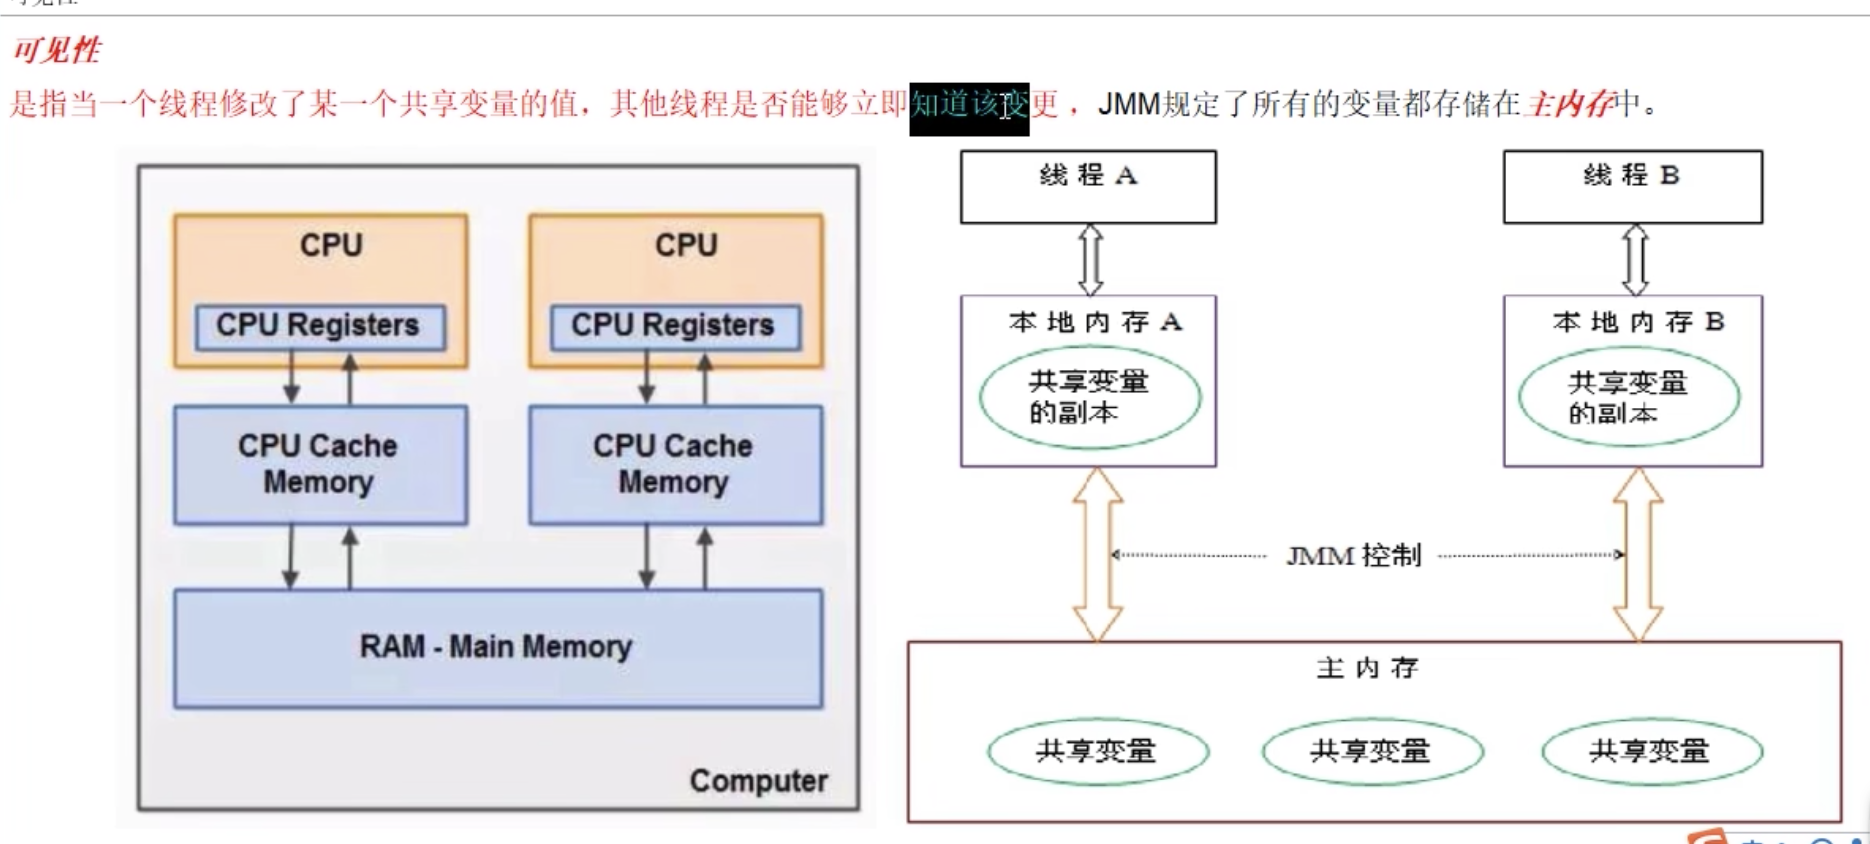 可见性
可见性
是指当一个线程修改了某一个共享变量的值，其他线程是否能够立即知道该变更 ，JMM规定了所有的变量都存储在主内存中。
CPU
CPU Registers
CPU Cache
Memory
CPU
CPU Registers
CPU Cache
Memory
RAM - Main Memory
Computer
线程 A
线程 B
本地内存 A
共享变量
的副本
本地内存 B
共享变量
的副本
JMM 控制
主内存
共享变量
共享变量
共享变量